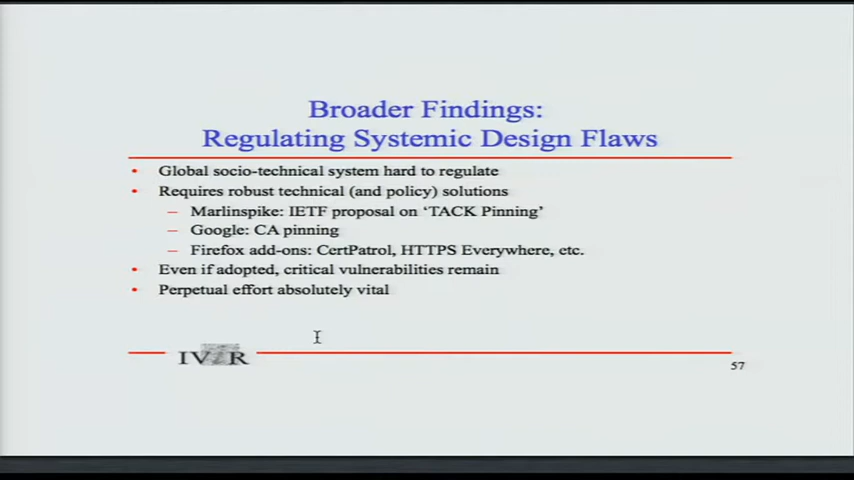 Broader Findings:
Regulating Systemic Design Flaws
• Global socio-technical system hard to regulate
• Requires robust technical (and policy) solutions
– Marlinspike: IETF proposal on ‘TACK Pinning’
– Google: CA pinning
– Firefox add-ons: CertPatrol, HTTPS Everywhere, etc.
• Even if adopted, critical vulnerabilities remain
• Perpetual effort absolutely vital
IViR
57